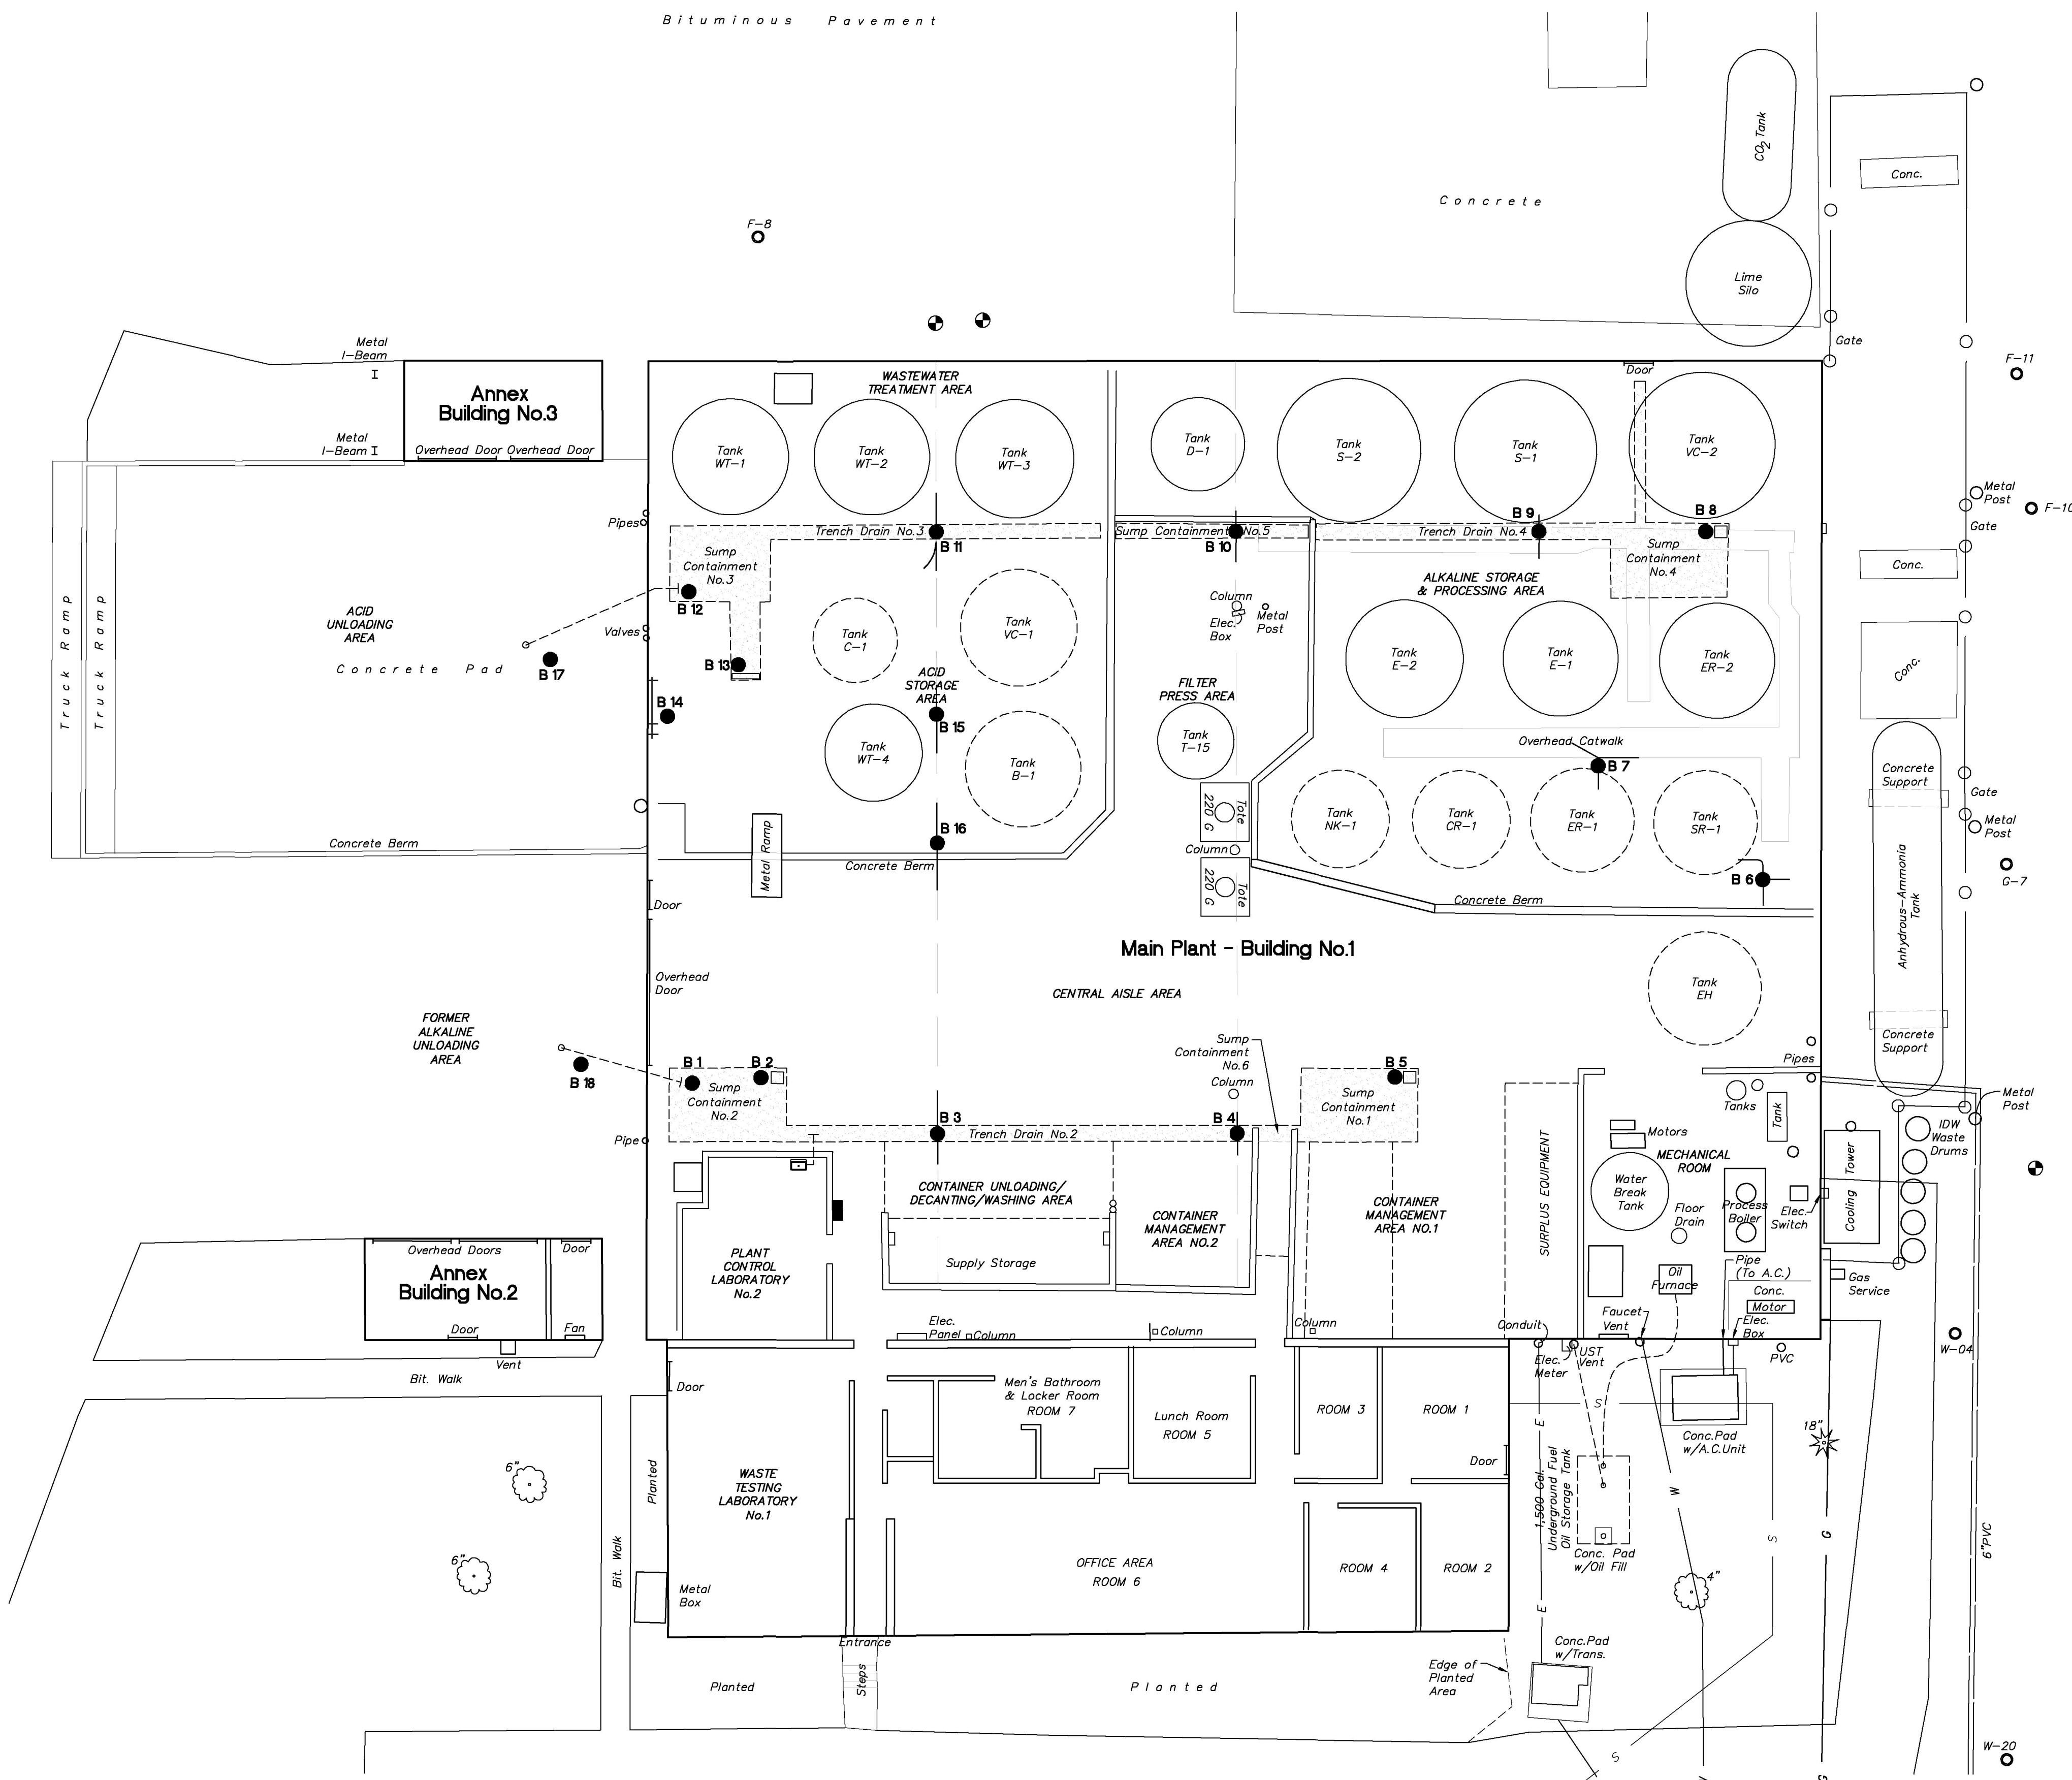 Bituminous Pavement
CO2 Tank
Conc.
Concrete
F-8
Lime
Silo
Gate
Metal
I-Beam
F-11
Annex
Building No.3
WASTEWATER
TREATMENT AREA
Door
Metal
I-Beam
Overhead Door
Overhead Door
Tank
WT-1
Tank
WT-2
Tank
WT-3
Tank
D-1
Tank
S-2
Tank
S-1
Tank
VC-2
Metal
Post
F-10
Gate
Pipes
Trench Drain No.3
B 11
Sump Containment No.5
B 10
B 9
Trench Drain No.4
B 8
Sump
Containment
No.3
Sump
Containment
No.4
Conc.
B 12
ALKALINE STORAGE
& PROCESSING AREA
Column
Elec.
Box
Metal
Post
Truck Ramp
Truck Ramp
ACID
UNLOADING
AREA
Valves
Concrete Pad
B 17
B 13
Tank
C-1
Tank
VC-1
Tank
E-2
Tank
E-1
Tank
ER-2
Conc.
B 14
ACID
STORAGE
AREA
B 15
FILTER
PRESS AREA
Tank
T-15
Tank
WT-4
Tank
B-1
Overhead Catwalk
B 7
Concrete
Support
Gate
Metal
Post
220 G
Tote
Tank
NK-1
Tank
CR-1
Tank
ER-1
Tank
SR-1
B 16
Concrete Berm
Metal Ramp
Concrete Berm
Column
220 G
Tote
B 6
Concrete Berm
G-7
Anhydrous-Ammonia
Tank
Door
Main Plant - Building No.1
Overhead
Door
CENTRAL AISLE AREA
Tank
EH
FORMER
ALKALINE
UNLOADING
AREA
B 18
Concrete
Support
Pipes
B 1
B 2
Sump
Containment
No.2
Sump
Containment
No.6
Column
B 5
Sump
Containment
No.1
B 3
B 4
Trench Drain No.2
Pipe
Tanks
Tank
Metal
Post
IDW
Waste
Drums
Motors
MECHANICAL
ROOM
Cooling Tower
CONTAINER UNLOADING/
DECANTING/WASHING AREA
CONTAINER
MANAGEMENT
AREA NO.2
CONTAINER
MANAGEMENT
AREA NO.1
SURPLUS EQUIPMENT
Water
Break
Tank
Floor
Drain
Process
Boiler
Elec.
Switch
PLANT
CONTROL
LABORATORY
No.2
Supply Storage
Overhead Doors
Door
Annex
Building No.2
Door
Fan
Vent
Oil
Furnace
Pipe
(To A.C.)
Conc.
Motor
Gas
Service
Elec.
Panel
Column
Column
Column
Conduit
Faucet
Vent
Elec.
Box
Elec.
Meter
UST
Vent
PVC
W-04
Bit. Walk
Door
Men's Bathroom
& Locker Room
ROOM 7
Lunch Room
ROOM 5
ROOM 3
ROOM 1
S
E
Conc.Pad
w/A.C.Unit
18"
Door
6"
Planted
WASTE
TESTING
LABORATORY
No.1
1,500 Gal.
Underground Fuel
Oil Storage Tank
W
G
S
6"PVC
6"
Bit. Walk
OFFICE AREA
ROOM 6
ROOM 4
ROOM 2
Conc. Pad
w/Oil Fill
4"
Metal
Box
E
Entrance
Conc.Pad
w/Trans.
Steps
Planted
Planted
Edge of
Planted
Area
S
W-20